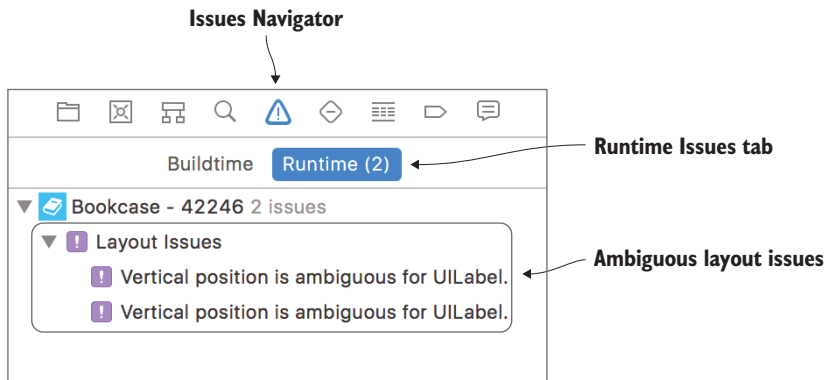 Issues Navigator
Buildtime Runtime (2)
Runtime Issues tab
Bookcase - 42246 2 issues
Layout Issues
Vertical position is ambiguous for UILabel.
Ambiguous layout issues
Vertical position is ambiguous for UILabel.